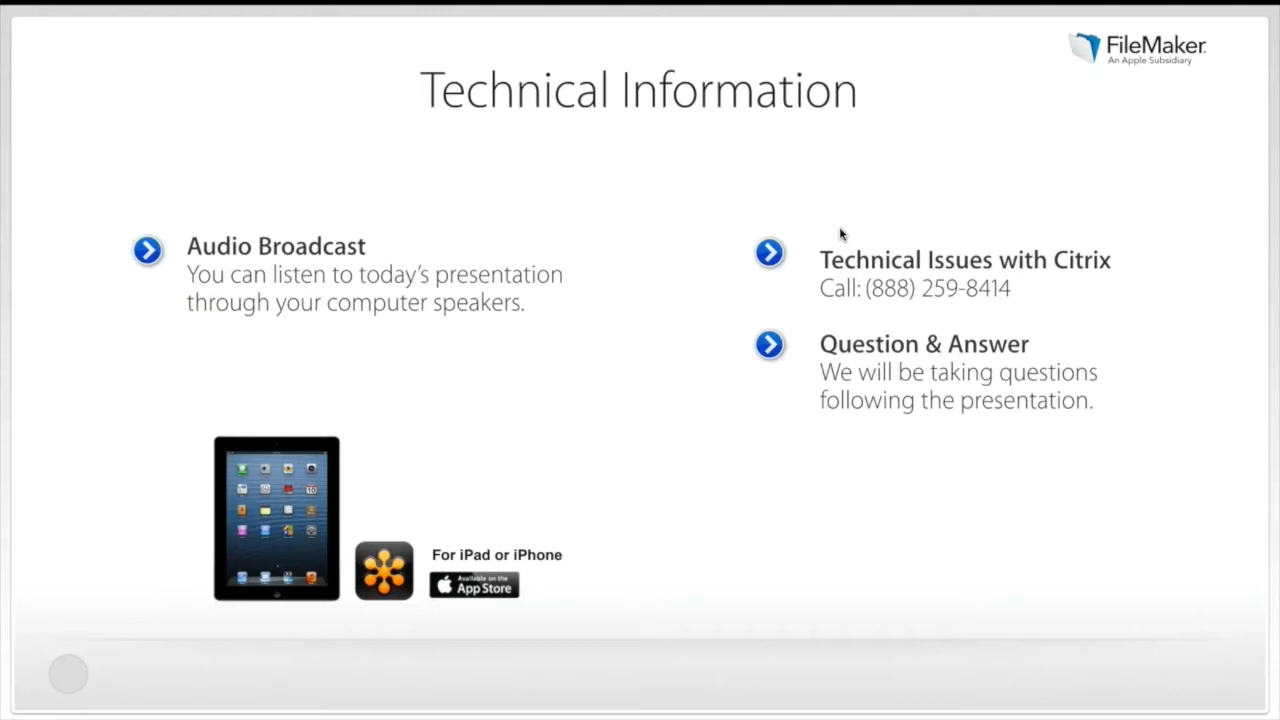 FileMaker
An Apple Subsidiary
Technical Information
Audio Broadcast
You can listen to today's presentation
through your computer speakers.
Technical Issues with Citrix
Call: (888) 259-8414
Question & Answer
We will be taking questions
following the presentation.
For iPad or iPhone
Available on the
App Store